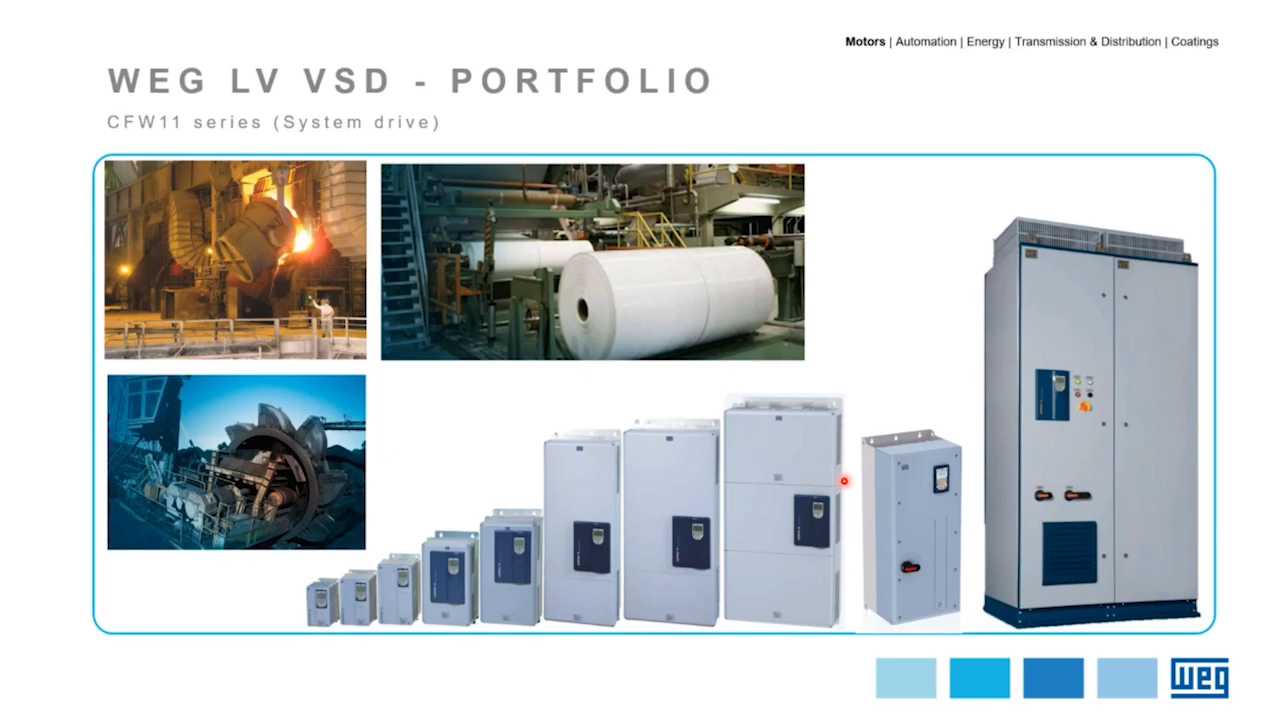 Motors | Automation | Energy | Transmission & Distribution | Coatings
WEG LV VSD - PORTFOLIO
CFW11 series (System drive)
weg